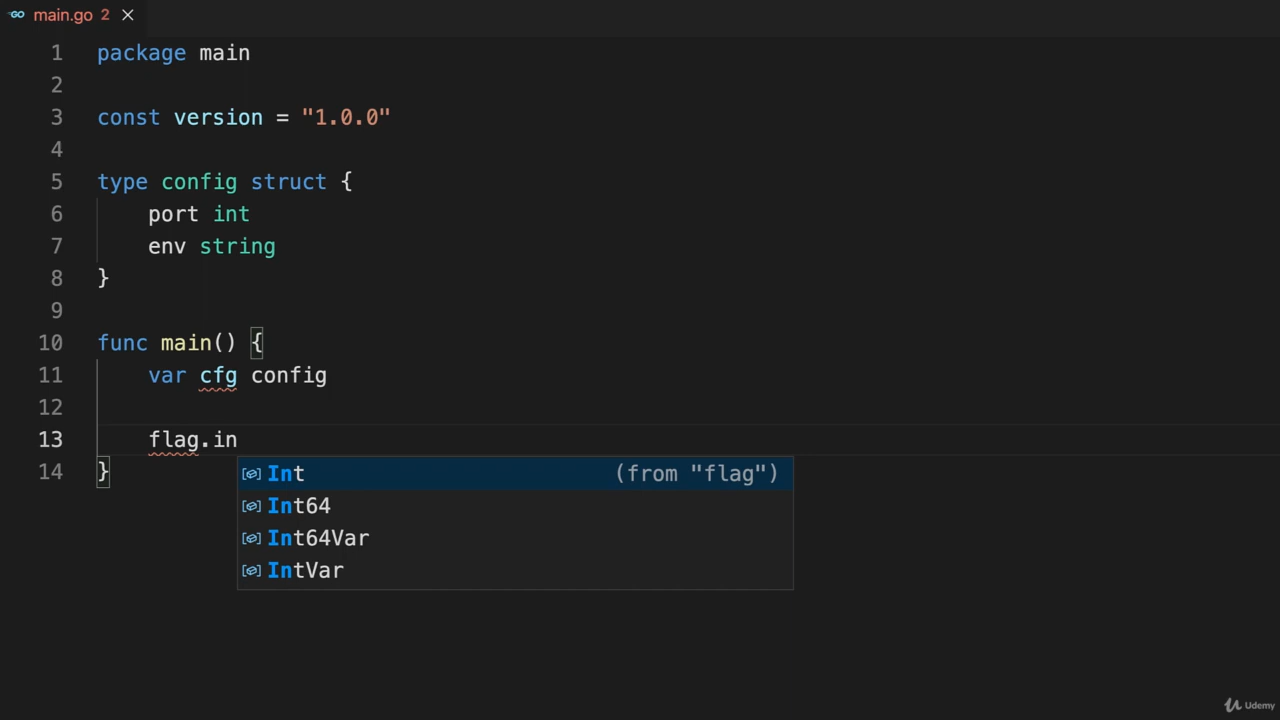 main.go 2
1 package main
2
3 const version = "1.0.0"
4
5 type config struct {
6 port int
7 env string
8 }
9
10 func main() {
11 var cfg config
12
13 flag.in
14 }
Int (from "flag")
Int64
Int64Var
IntVar
Udemy